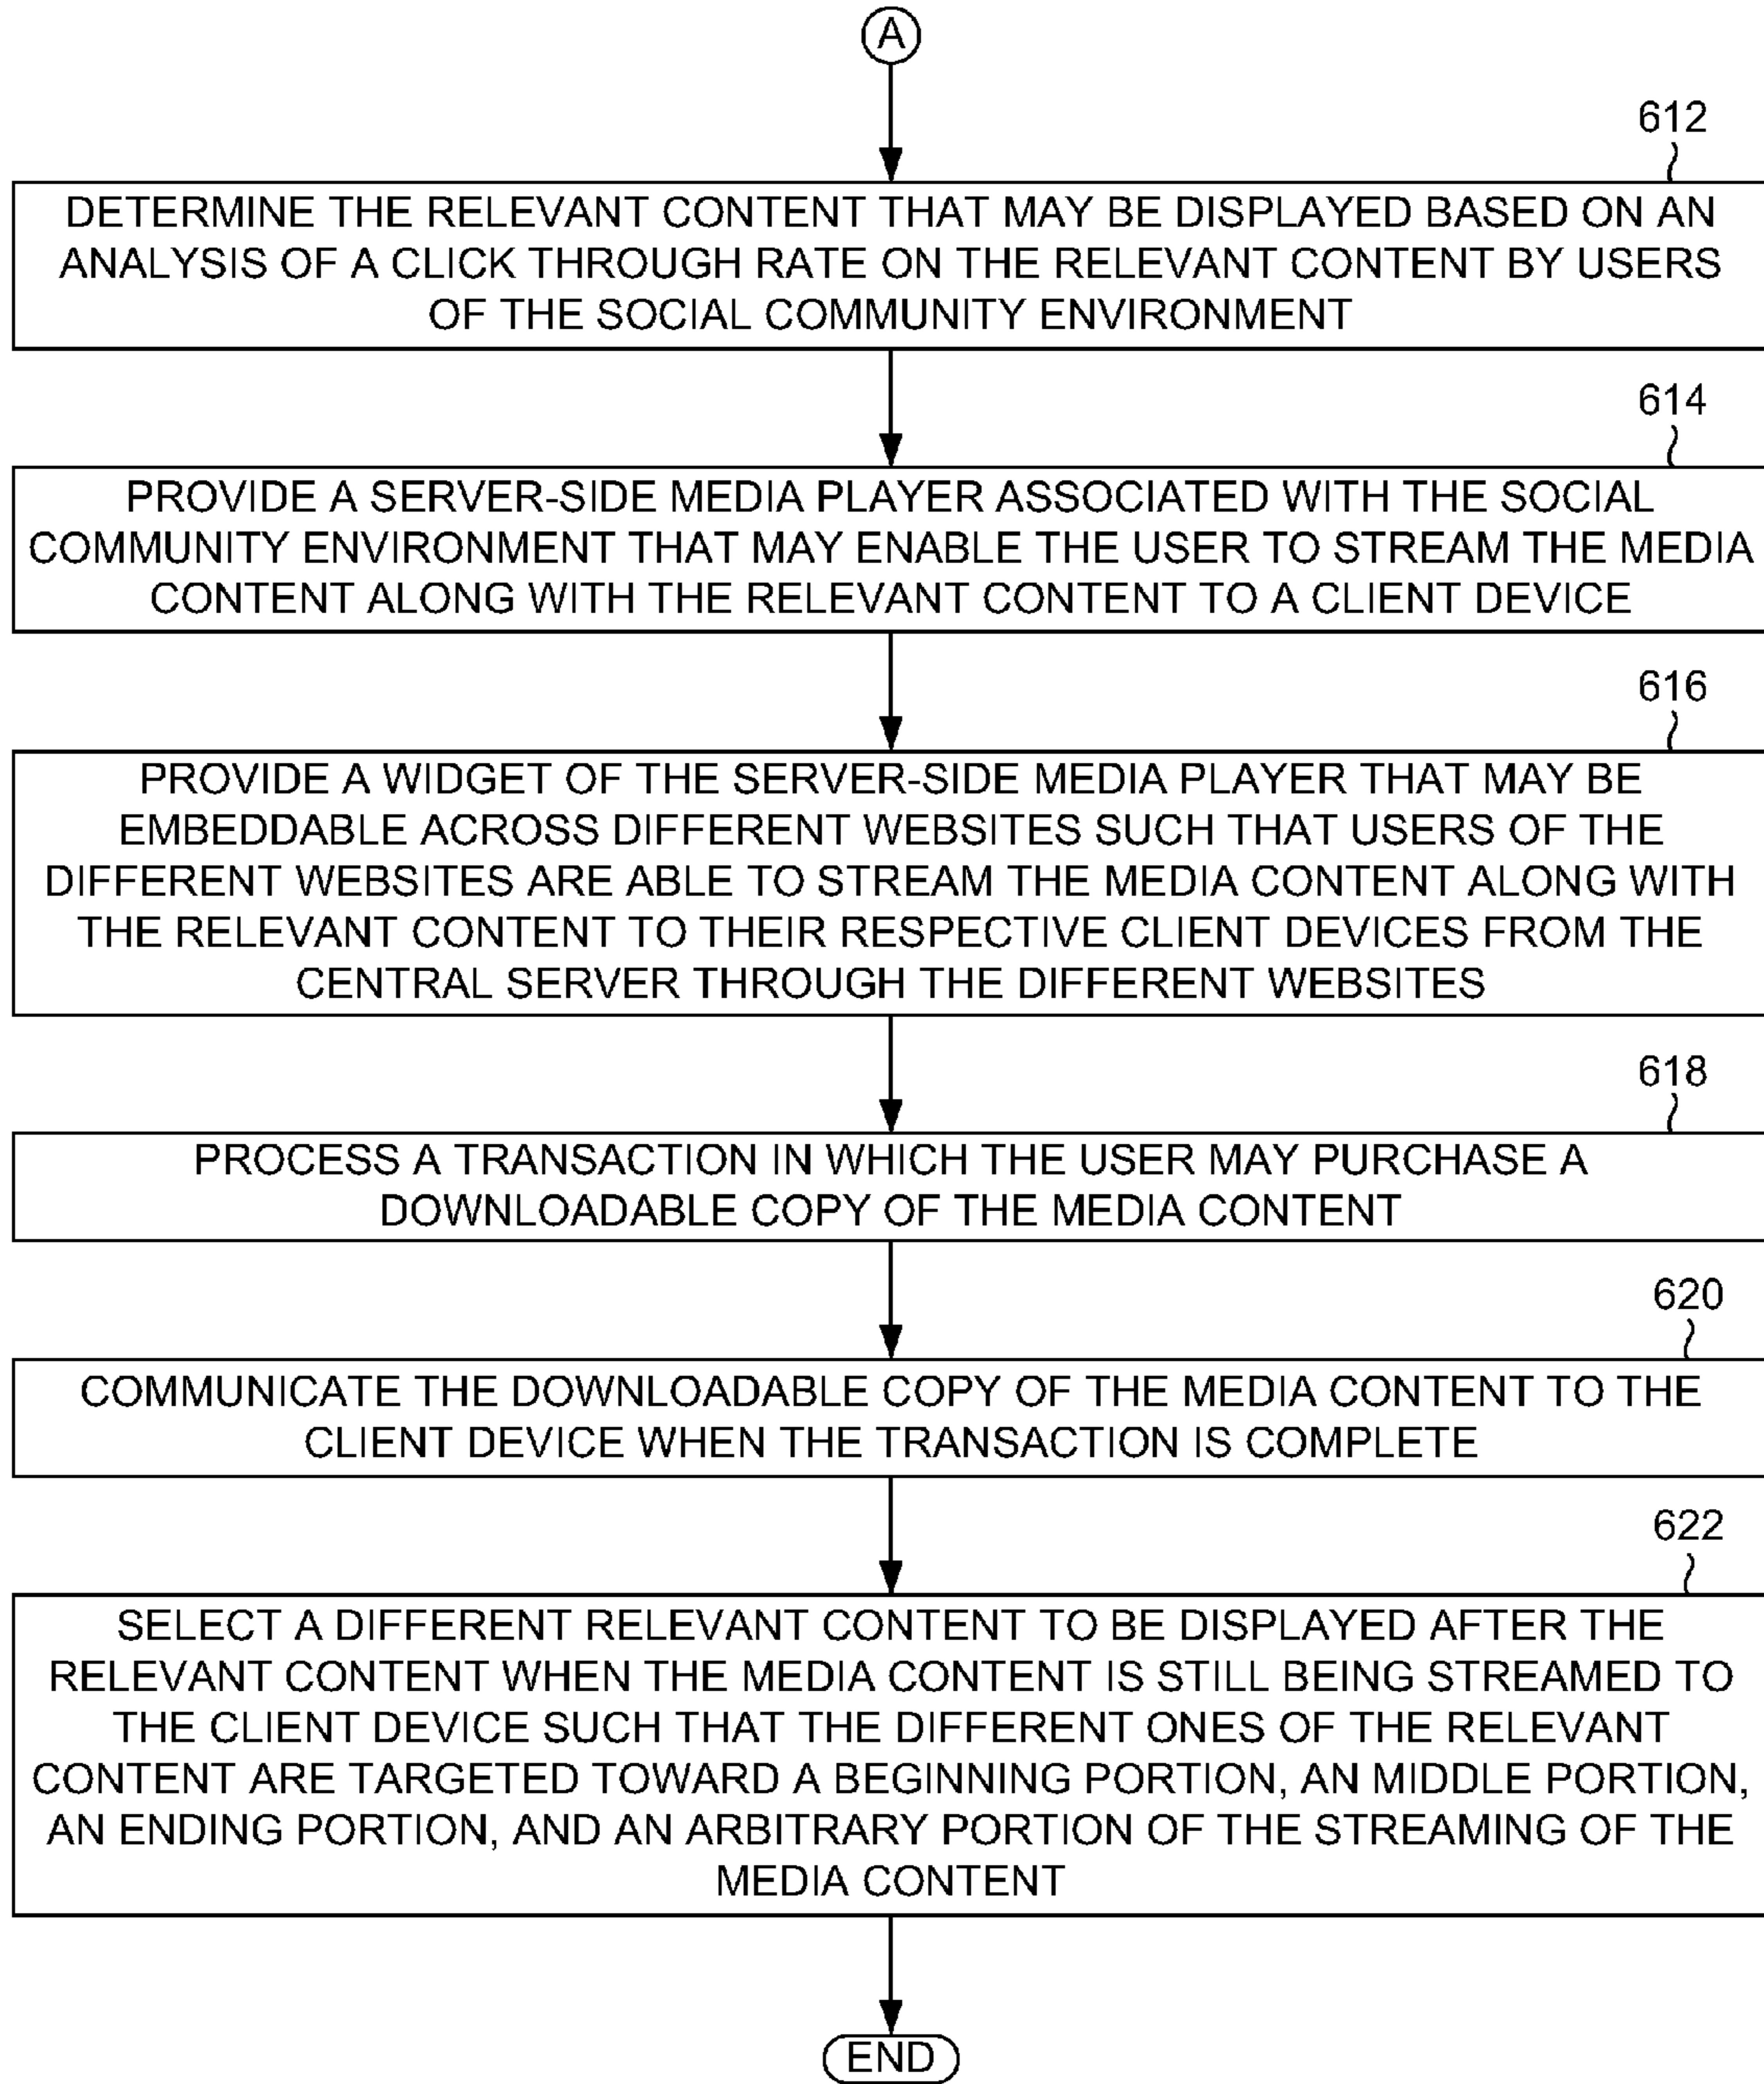 A
612
DETERMINE THE RELEVANT CONTENT THAT MAY BE DISPLAYED BASED ON AN
ANALYSIS OF A CLICK THROUGH RATE ON THE RELEVANT CONTENT BY USERS
OF THE SOCIAL COMMUNITY ENVIRONMENT
614
PROVIDE A SERVER-SIDE MEDIA PLAYER ASSOCIATED WITH THE SOCIAL
COMMUNITY ENVIRONMENT THAT MAY ENABLE THE USER TO STREAM THE MEDIA
CONTENT ALONG WITH THE RELEVANT CONTENT TO A CLIENT DEVICE
616
PROVIDE A WIDGET OF THE SERVER-SIDE MEDIA PLAYER THAT MAY BE
EMBEDDABLE ACROSS DIFFERENT WEBSITES SUCH THAT USERS OF THE
DIFFERENT WEBSITES ARE ABLE TO STREAM THE MEDIA CONTENT ALONG WITH
THE RELEVANT CONTENT TO THEIR RESPECTIVE CLIENT DEVICES FROM THE
CENTRAL SERVER THROUGH THE DIFFERENT WEBSITES
618
PROCESS A TRANSACTION IN WHICH THE USER MAY PURCHASE A
DOWNLOADABLE COPY OF THE MEDIA CONTENT
620
COMMUNICATE THE DOWNLOADABLE COPY OF THE MEDIA CONTENT TO THE
CLIENT DEVICE WHEN THE TRANSACTION IS COMPLETE
622
SELECT A DIFFERENT RELEVANT CONTENT TO BE DISPLAYED AFTER THE
RELEVANT CONTENT WHEN THE MEDIA CONTENT IS STILL BEING STREAMED TO
THE CLIENT DEVICE SUCH THAT THE DIFFERENT ONES OF THE RELEVANT
CONTENT ARE TARGETED TOWARD A BEGINNING PORTION, AN MIDDLE PORTION,
AN ENDING PORTION, AND AN ARBITRARY PORTION OF THE STREAMING OF THE
MEDIA CONTENT
END